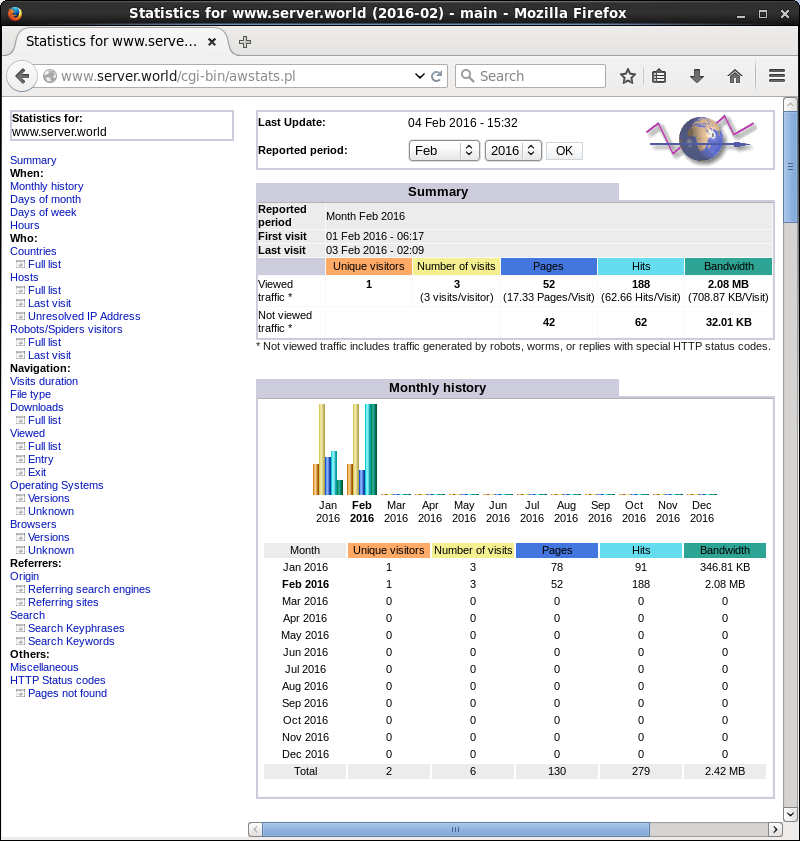 Statistics for www.server.world (2016-02) - main - Mozilla Firefox
Statistics for www.serve...
www.server.world/cgi-bin/awstats.pl
Search
Statistics for:
www.server.world
Summary
When:
Monthly history
Days of month
Days of week
Hours
Who:
Countries
Full list
Hosts
Full list
Last visit
Unresolved IP Address
Robots/Spiders visitors
Full list
Last visit
Navigation:
Visits duration
File type
Downloads
Full list
Viewed
Full list
Entry
Exit
Operating Systems
Versions
Unknown
Browsers
Versions
Unknown
Referrers:
Origin
Referring search engines
Referring sites
Search
Search Keyphrases
Search Keywords
Others:
Miscellaneous
HTTP Status codes
Pages not found
Last Update: 04 Feb 2016 - 15:32
Reported period: Feb 2016 OK
Summary
Reported period Month Feb 2016
First visit 01 Feb 2016 - 06:17
Last visit 03 Feb 2016 - 02:09
Unique visitors Number of visits Pages Hits Bandwidth
Viewed traffic * 1 3 52 188 2.08 MB
(3 visits/visitor) (17.33 Pages/Visit) (62.66 Hits/Visit) (708.87 KB/Visit)
Not viewed traffic * 42 62 32.01 KB
* Not viewed traffic includes traffic generated by robots, worms, or replies with special HTTP status codes.
Monthly history
Jan Feb Mar Apr May Jun Jul Aug Sep Oct Nov Dec
2016 2016 2016 2016 2016 2016 2016 2016 2016 2016 2016 2016
Month Unique visitors Number of visits Pages Hits Bandwidth
Jan 2016 1 3 78 91 346.81 KB
Feb 2016 1 3 52 188 2.08 MB
Mar 2016 0 0 0 0 0
Apr 2016 0 0 0 0 0
May 2016 0 0 0 0 0
Jun 2016 0 0 0 0 0
Jul 2016 0 0 0 0 0
Aug 2016 0 0 0 0 0
Sep 2016 0 0 0 0 0
Oct 2016 0 0 0 0 0
Nov 2016 0 0 0 0 0
Dec 2016 0 0 0 0 0
Total 2 6 130 279 2.42 MB